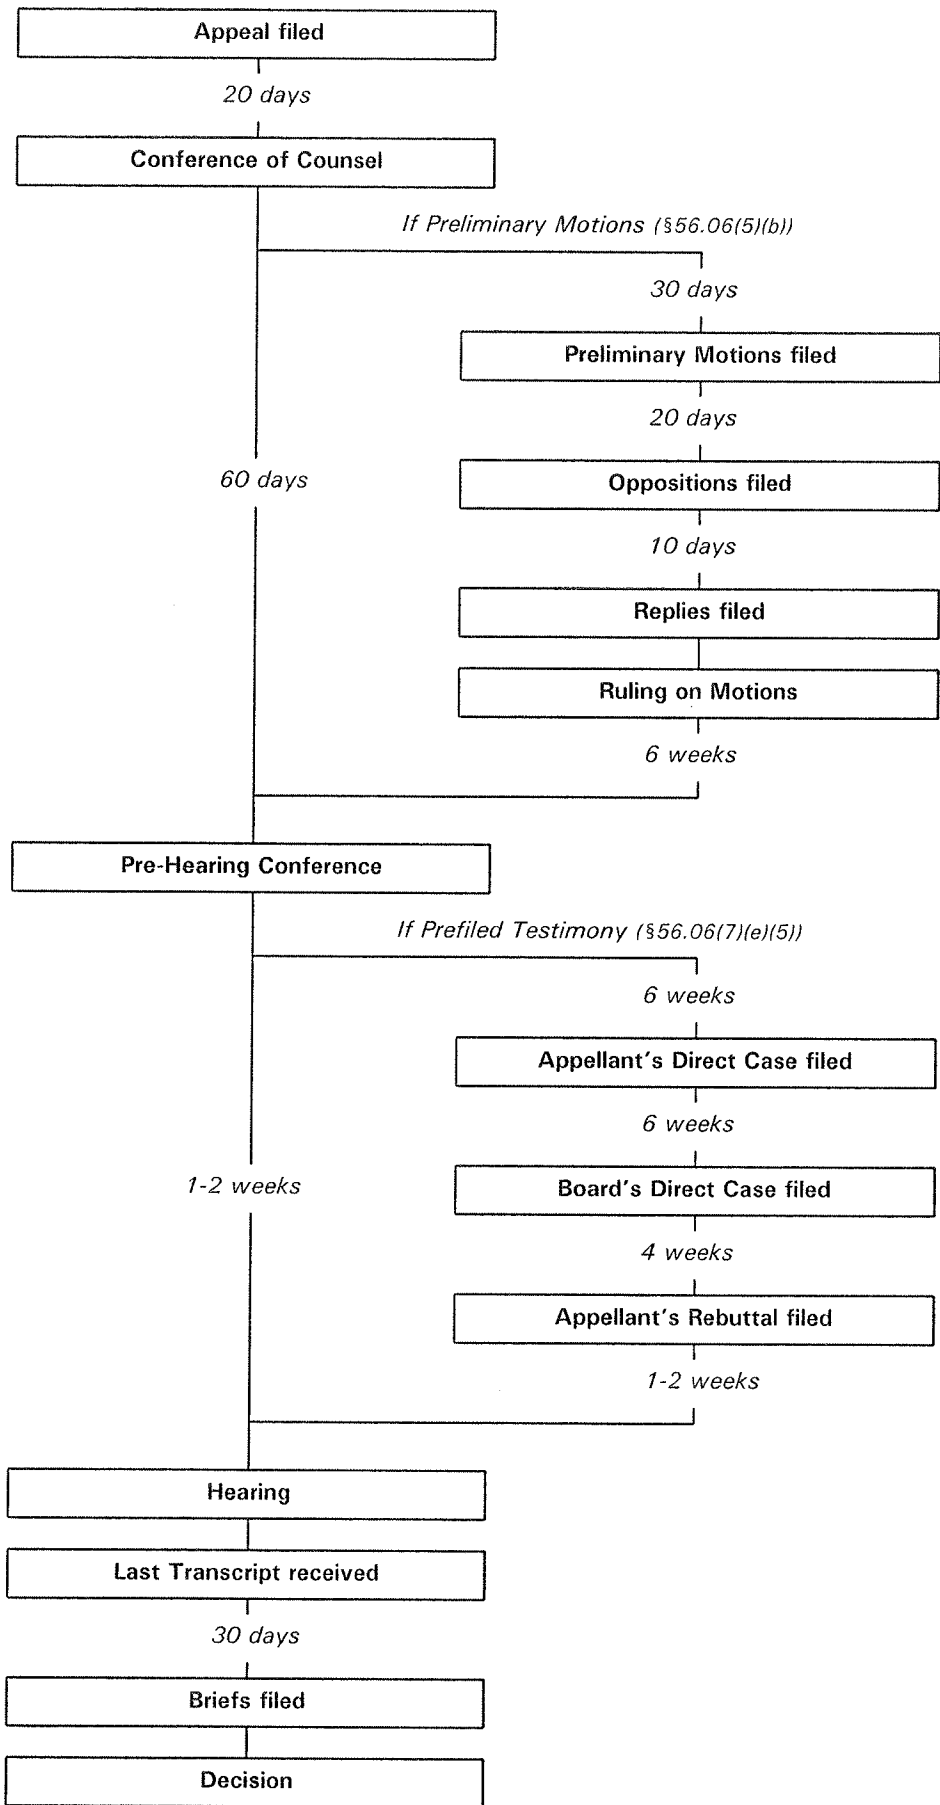 Appeal filed
20 days
Conference of Counsel
If Preliminary Motions (§56.06(5)(b))
30 days
Preliminary Motions filed
20 days
60 days
Oppositions filed
10 days
Replies filed
Ruling on Motions
6 weeks
Pre-Hearing Conference
If Prefiled Testimony (§56.06(7)(e)(5))
6 weeks
Appellant's Direct Case filed
6 weeks
1-2 weeks
Board's Direct Case filed
4 weeks
Appellant's Rebuttal filed
1-2 weeks
Hearing
Last Transcript received
30 days
Briefs filed
Decision